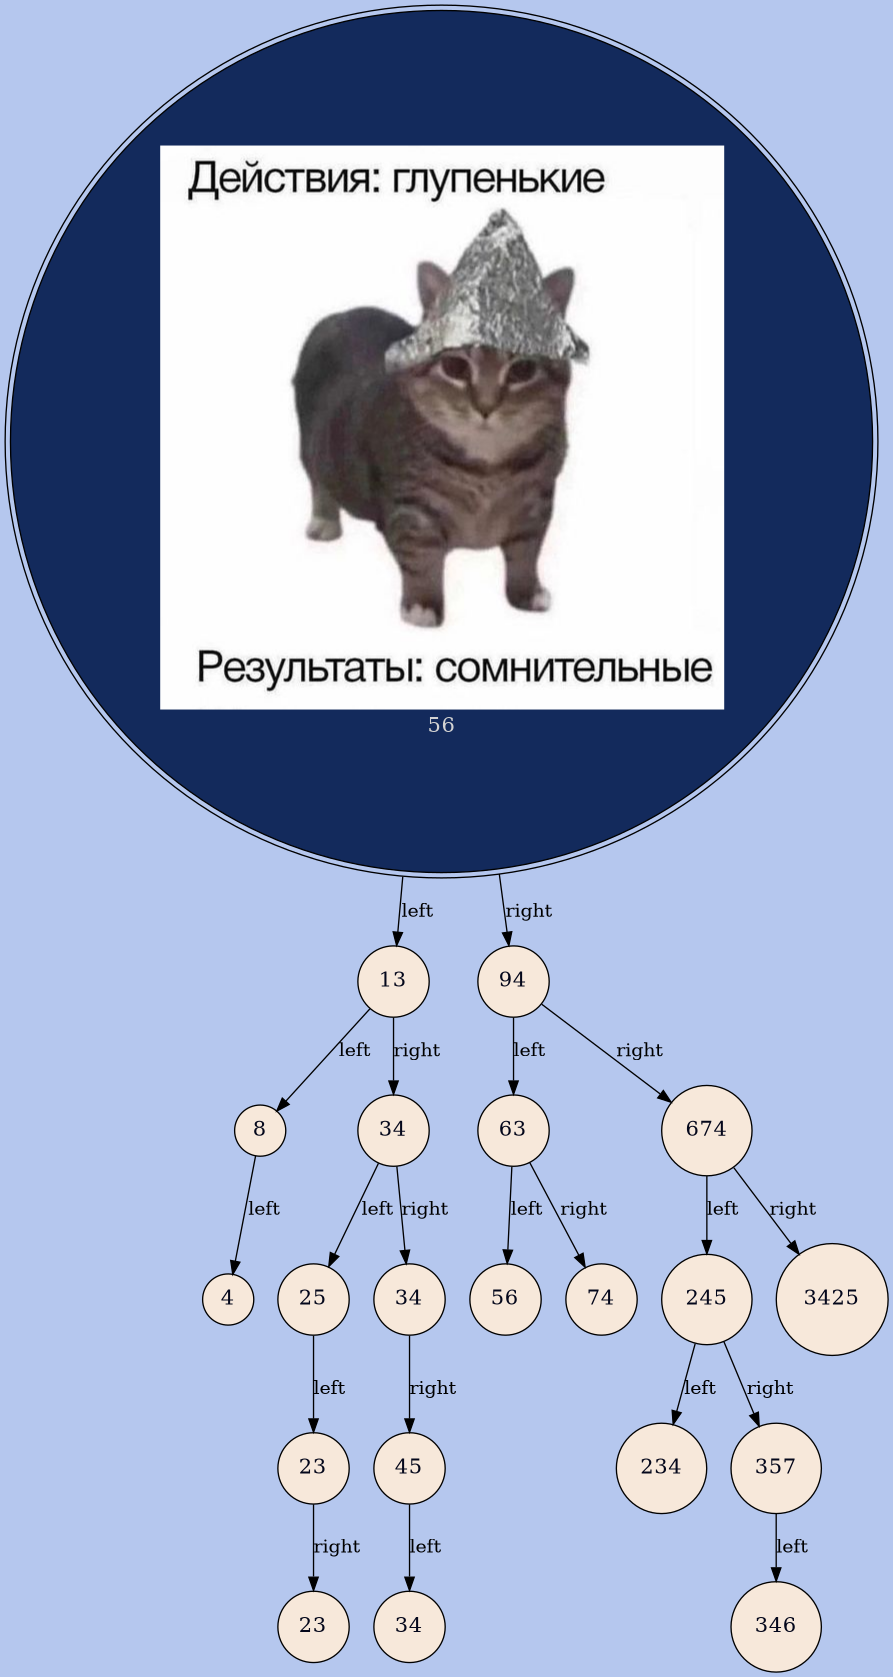 Действия: глупенькие
Результаты: сомнительные
56
left right
13 94
left right left right
8 34 63 674
left left right left right left right
4 25 34 56 74 245 3425
left right left right
23 45 234 357
right left left
23 34 346